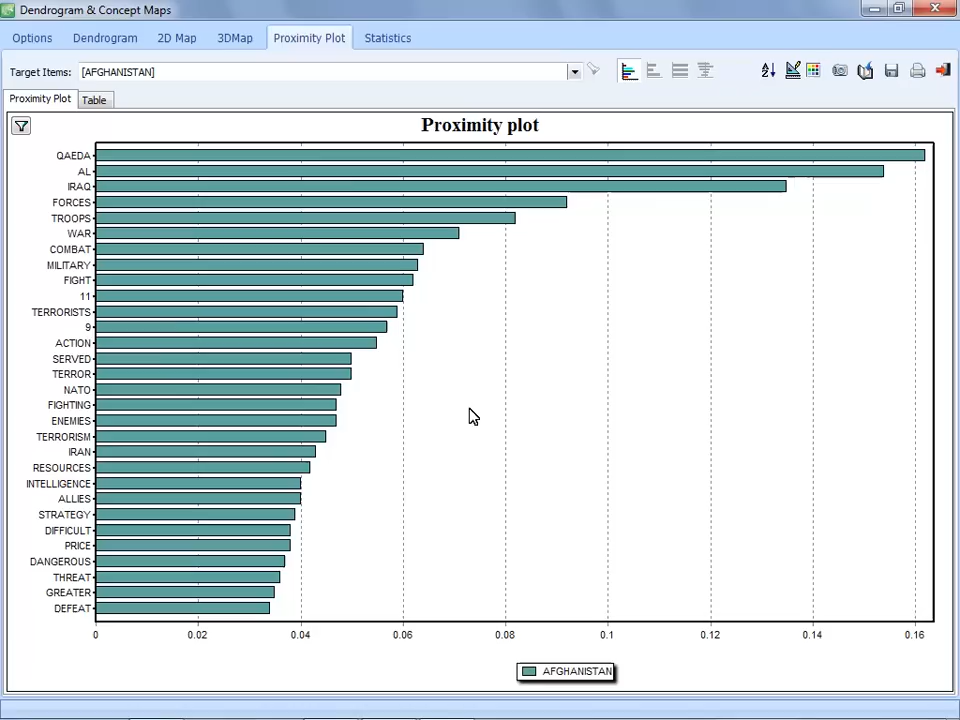 Dendrogram & Concept Maps
Options Dendrogram 2D Map 3DMap Proximity Plot Statistics
Target Items: [AFGHANISTAN]
Proximity Plot Table
Proximity plot
QAEDA
AL
IRAQ
FORCES
TROOPS
WAR
COMBAT
MILITARY
FIGHT
11
TERRORISTS
9
ACTION
SERVED
TERROR
NATO
FIGHTING
ENEMIES
TERRORISM
IRAN
RESOURCES
INTELLIGENCE
ALLIES
STRATEGY
DIFFICULT
PRICE
DANGEROUS
THREAT
GREATER
DEFEAT
0 0.02 0.04 0.06 0.08 0.1 0.12 0.14 0.16
AFGHANISTAN